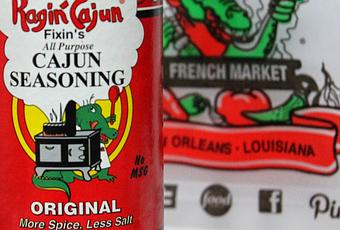 Ragin' Cajun
Fixin's
All Purpose
CAJUN
SEASONING
No
MSG
ORIGINAL
More Spice, Less Salt
FRENCH MARKET
ORLEANS · LOUISIANA
food
f